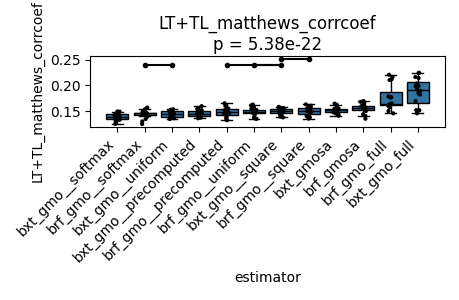 LT+TL_matthews_corrcoef
p = 5.38e-22
LT+TL_matthews_corrcoef
0.25
0.20
0.15
bxt_gmo__softmax
brf_gmo__softmax
bxt_gmo__uniform
bxt_gmo__precomputed
brf_gmo__precomputed
brf_gmo__uniform
bxt_gmo__square
brf_gmo__square
bxt_gmosa
brf_gmosa
brf_gmo_full
bxt_gmo_full
estimator